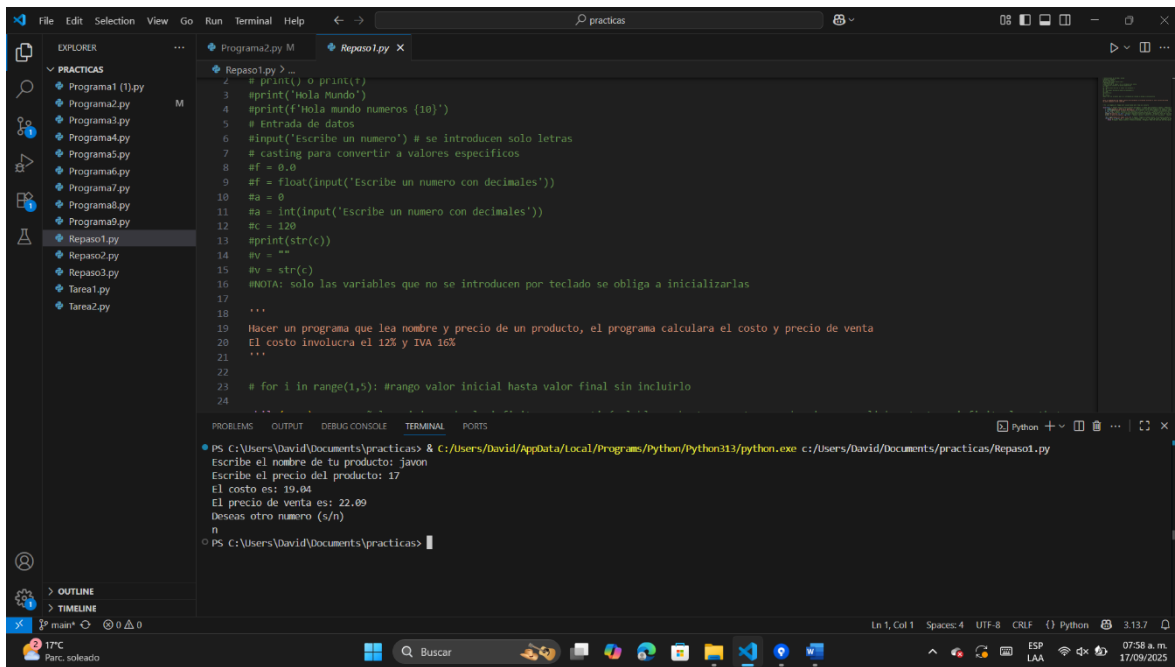 File Edit Selection View Go Run Terminal Help
practicas
EXPLORER
PRACTICAS
Programa1 (1).py
Programa2.py M
Programa3.py
Programa4.py
Programa5.py
Programa6.py
Programa7.py
Programa8.py
Programa9.py
Repaso1.py
Repaso2.py
Repaso3.py
Tarea1.py
Tarea2.py
OUTLINE
TIMELINE
Programa2.py M
Repaso1.py
Repaso1.py > ...
2 # print() o print(f)
3 #print('Hola Mundo')
4 #print(f'Hola mundo numeros {10}')
5 # Entrada de datos
6 #input('Escribe un numero') # se introducen solo letras
7 # casting para convertir a valores especificos
8 #f = 0.0
9 #f = float(input('Escribe un numero con decimales'))
10 #a = 0
11 #a = int(input('Escribe un numero con decimales'))
12 #c = 120
13 #print(str(c))
14 #v = ""
15 #v = str(c)
16 #NOTA: solo las variables que no se introducen por teclado se obliga a inicializarlas
17
18 '''
19 Hacer un programa que lea nombre y precio de un producto, el programa calculara el costo y precio de venta
20 El costo involucra el 12% y IVA 16%
21 '''
22
23 # for i in range(1,5): #rango valor inicial hasta valor final sin incluirlo
24
PROBLEMS OUTPUT DEBUG CONSOLE TERMINAL PORTS
Python
PS C:\Users\David\Documents\practicas> & C:/Users/David/AppData/Local/Programs/Python/Python313/python.exe c:/Users/David/Documents/practicas/Repaso1.py
Escribe el nombre de tu producto: javon
Escribe el precio del producto: 17
El costo es: 19.04
El precio de venta es: 22.09
Deseas otro numero (s/n)
n
PS C:\Users\David\Documents\practicas>
main* 0 0 Ln 1, Col 1 Spaces: 4 UTF-8 CRLF {} Python 3.13.7
2
17°C
Parc. soleado
Buscar
ESP
LAA
07:58 a. m.
17/09/2025